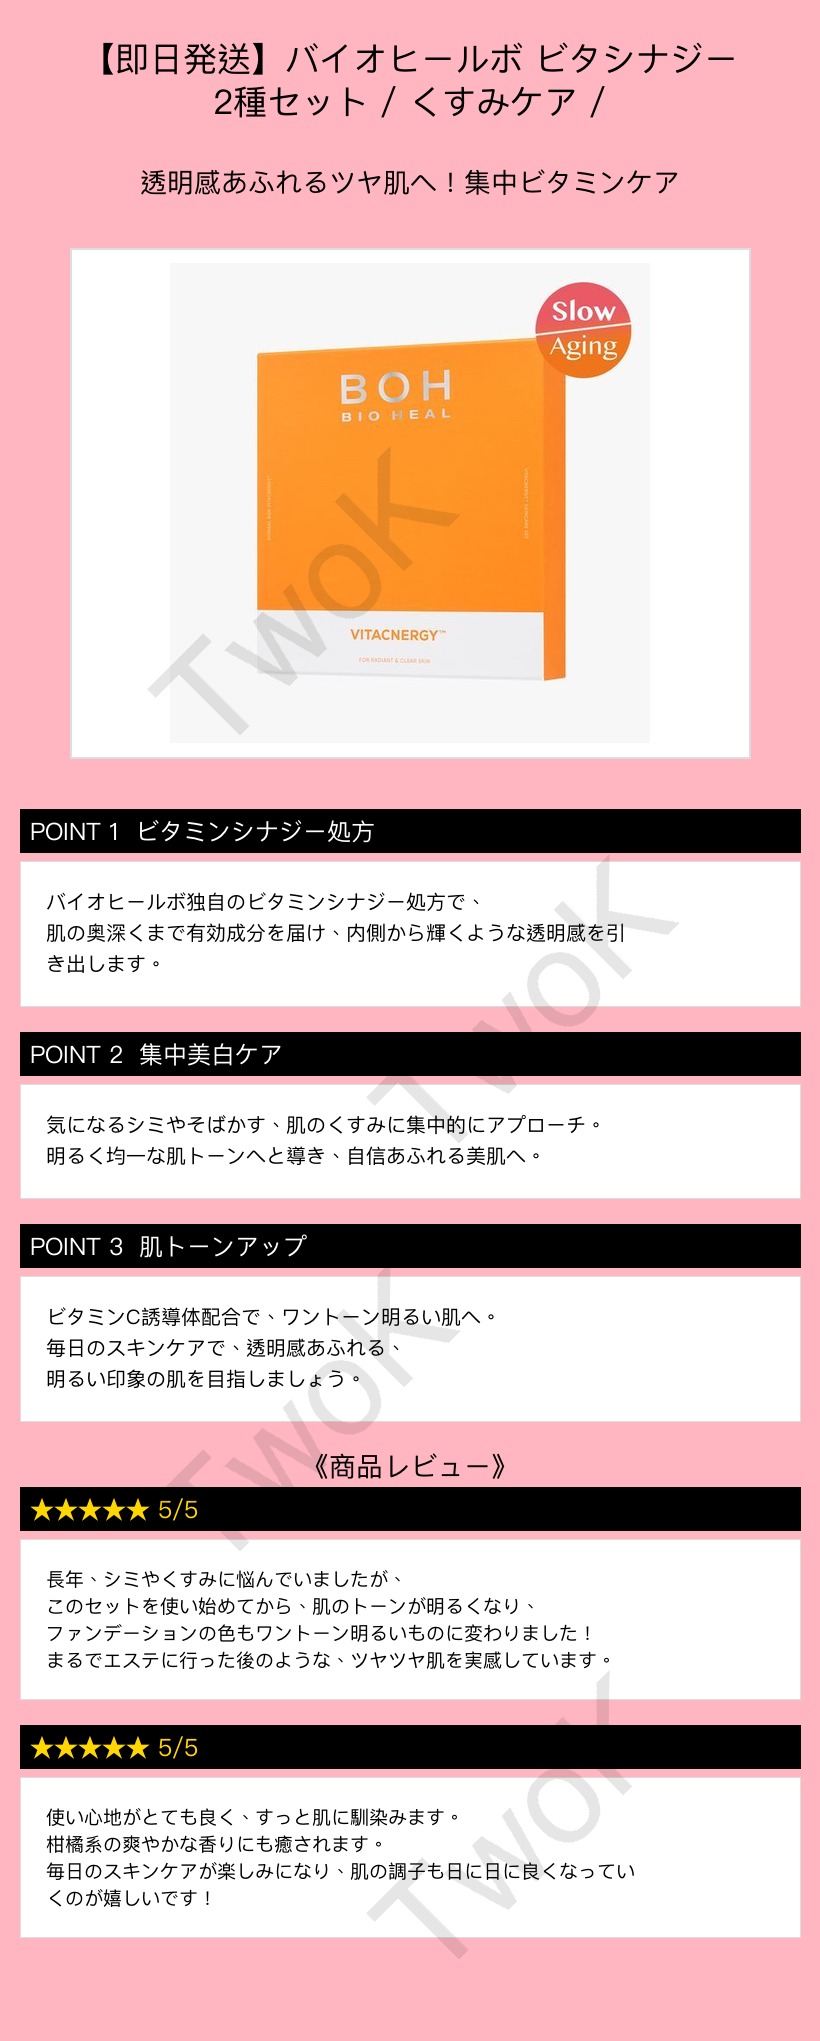 【即日発送】バイオヒールボ ビタシナジー
2種セット / くすみケア /
透明感あふれるツヤ肌へ！集中ビタミンケア
Slow
Aging
BOH
BIO HEAL
VITACNERGY™
FOR RADIANT & CLEAR SKIN
TwoK
POINT 1 ビタミンシナジー処方
バイオヒールボ独自のビタミンシナジー処方で、
肌の奥深くまで有効成分を届け、内側から輝くような透明感を引
き出します。
TwoK
POINT 2 集中美白ケア
気になるシミやそばかす、肌のくすみに集中的にアプローチ。
明るく均一な肌トーンへと導き、自信あふれる美肌へ。
POINT 3 肌トーンアップ
ビタミンC誘導体配合で、ワントーン明るい肌へ。
毎日のスキンケアで、透明感あふれる、
明るい印象の肌を目指しましょう。
TwoK
《商品レビュー》
★★★★★ 5/5
長年、シミやくすみに悩んでいましたが、
このセットを使い始めてから、肌のトーンが明るくなり、
ファンデーションの色もワントーン明るいものに変わりました！
まるでエステに行った後のような、ツヤツヤ肌を実感しています。
★★★★★ 5/5
使い心地がとても良く、すっと肌に馴染みます。
柑橘系の爽やかな香りにも癒されます。
毎日のスキンケアが楽しみになり、肌の調子も日に日に良くなってい
くのが嬉しいです！
TwoK